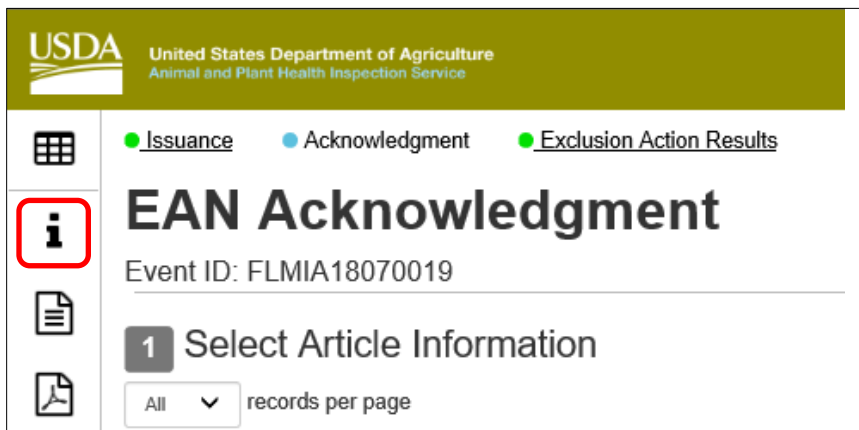 USDA
United States Department of Agriculture
Animal and Plant Health Inspection Service
Issuance Acknowledgment Exclusion Action Results
EAN Acknowledgment
Event ID: FLMIA18070019
1 Select Article Information
All records per page